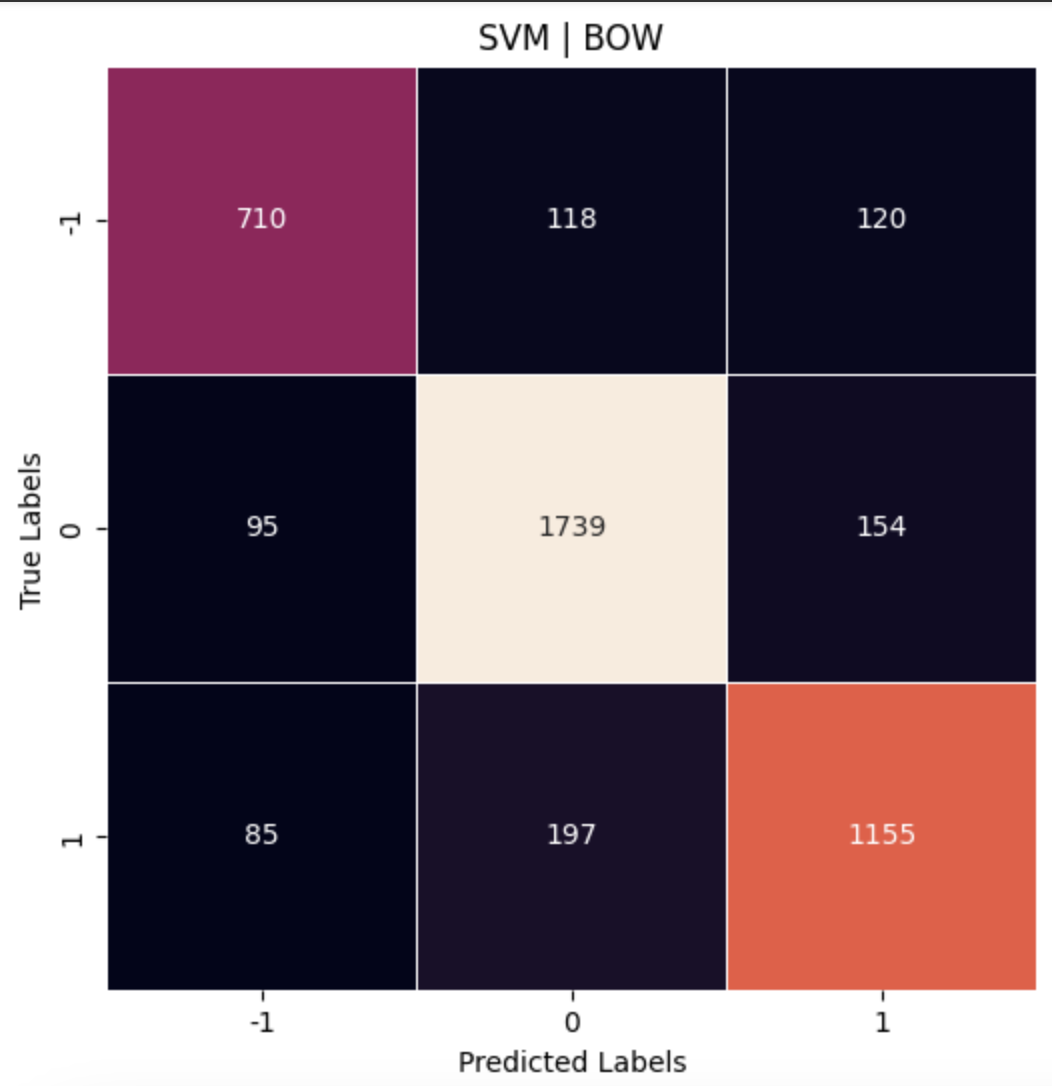 SVM | BOW
-1 710 118 120
0 95 1739 154
1 85 197 1155
-1 0 1
True Labels
Predicted Labels